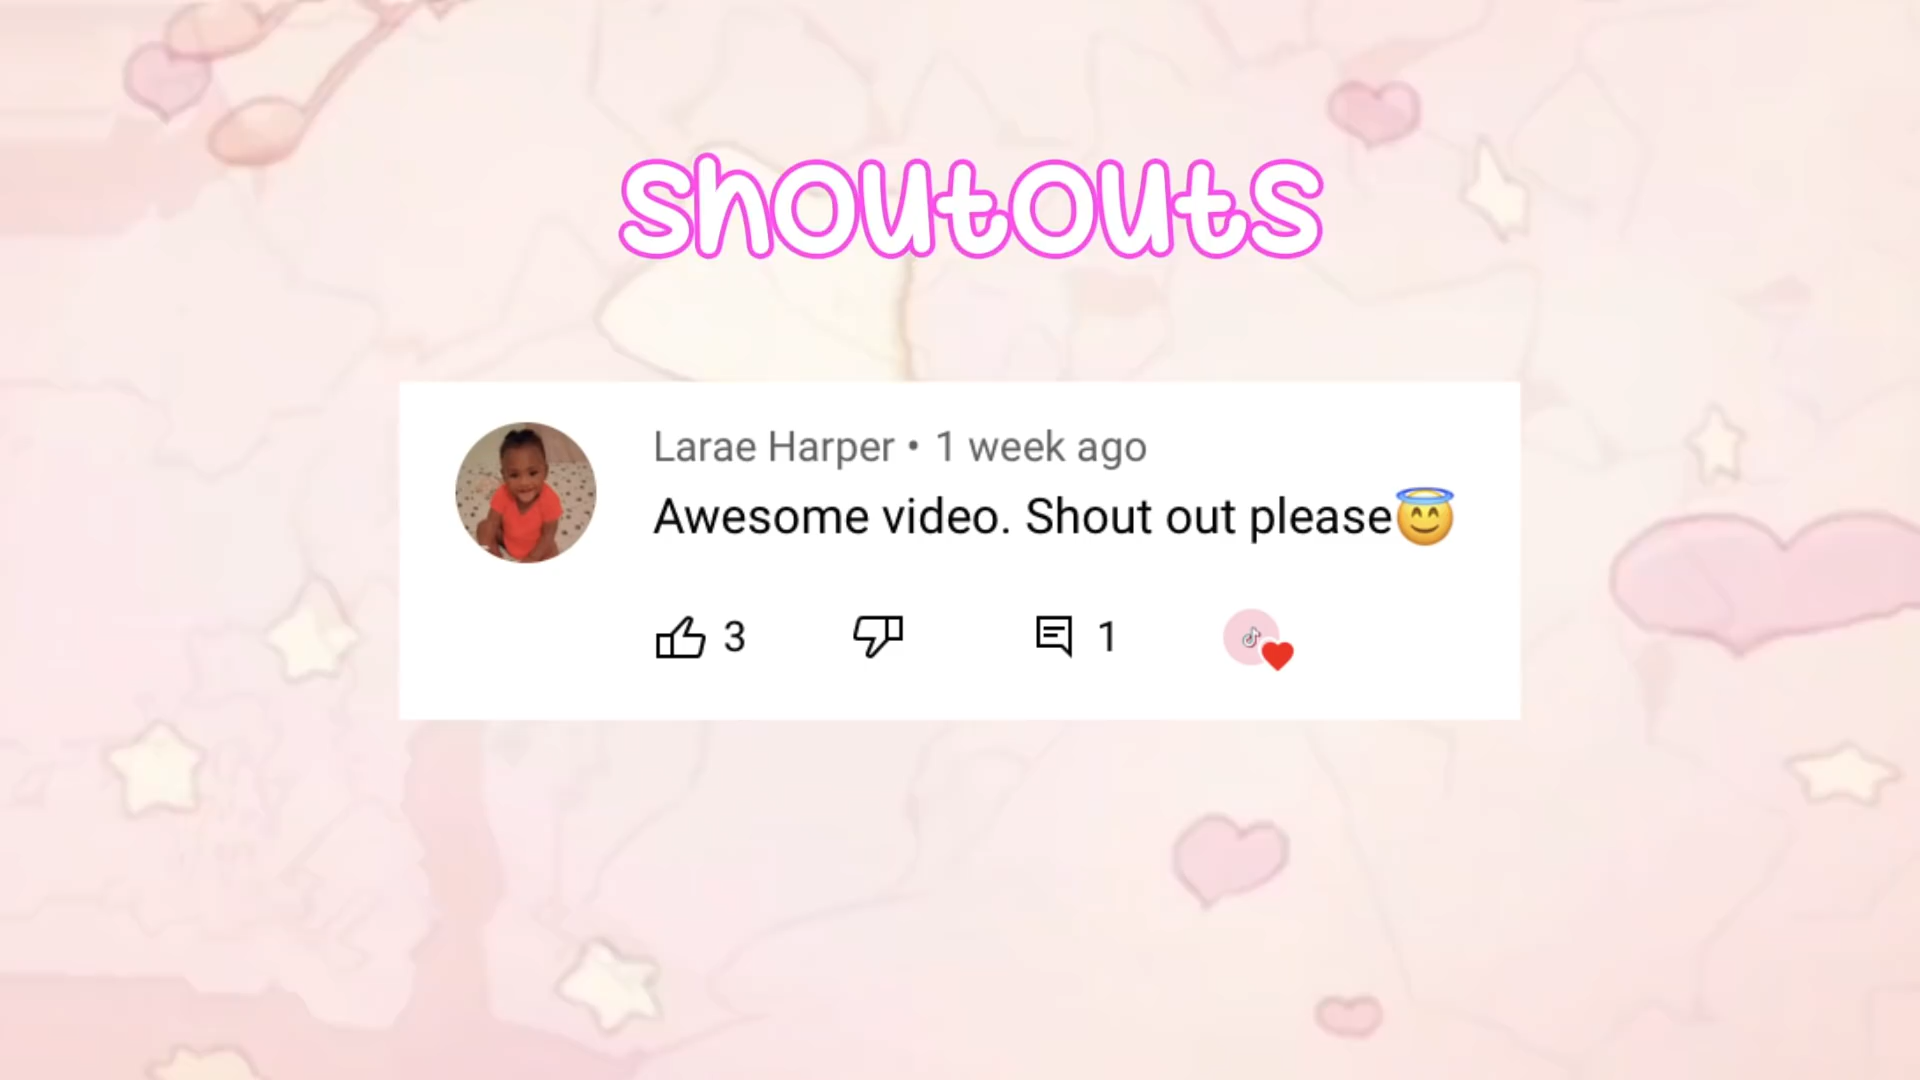 shoutouts
Larae Harper • 1 week ago
Awesome video. Shout out please😇
3
1